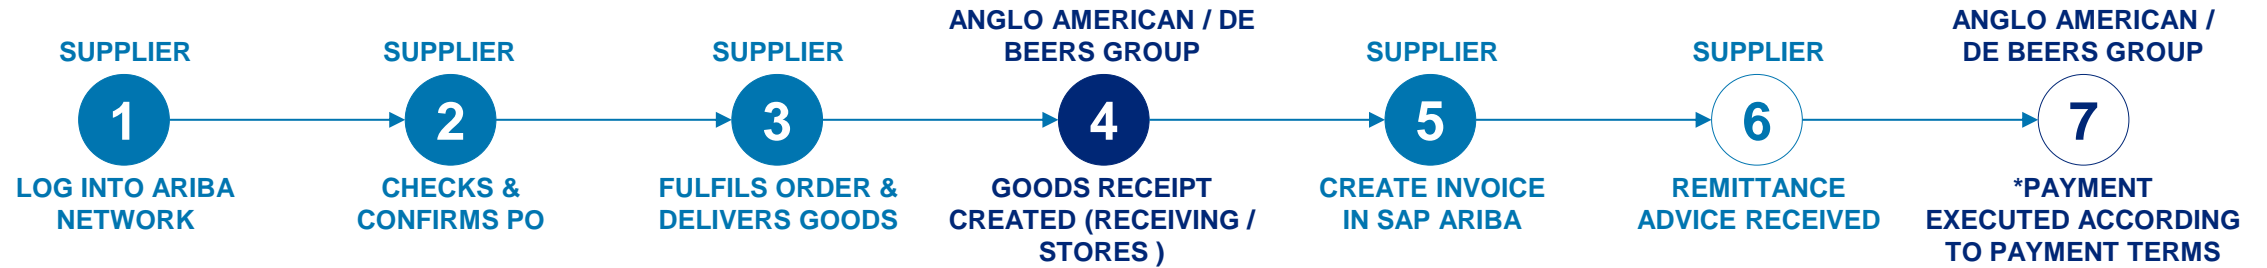 SUPPLIER
1
LOG INTO ARIBA
NETWORK
SUPPLIER
2
CHECKS &
CONFIRMS PO
SUPPLIER
3
FULFILS ORDER &
DELIVERS GOODS
ANGLO AMERICAN / DE
BEERS GROUP
4
GOODS RECEIPT
CREATED (RECEIVING /
STORES )
SUPPLIER
5
CREATE INVOICE
IN SAP ARIBA
SUPPLIER
6
REMITTANCE
ADVICE RECEIVED
ANGLO AMERICAN /
DE BEERS GROUP
7
*PAYMENT
EXECUTED ACCORDING
TO PAYMENT TERMS